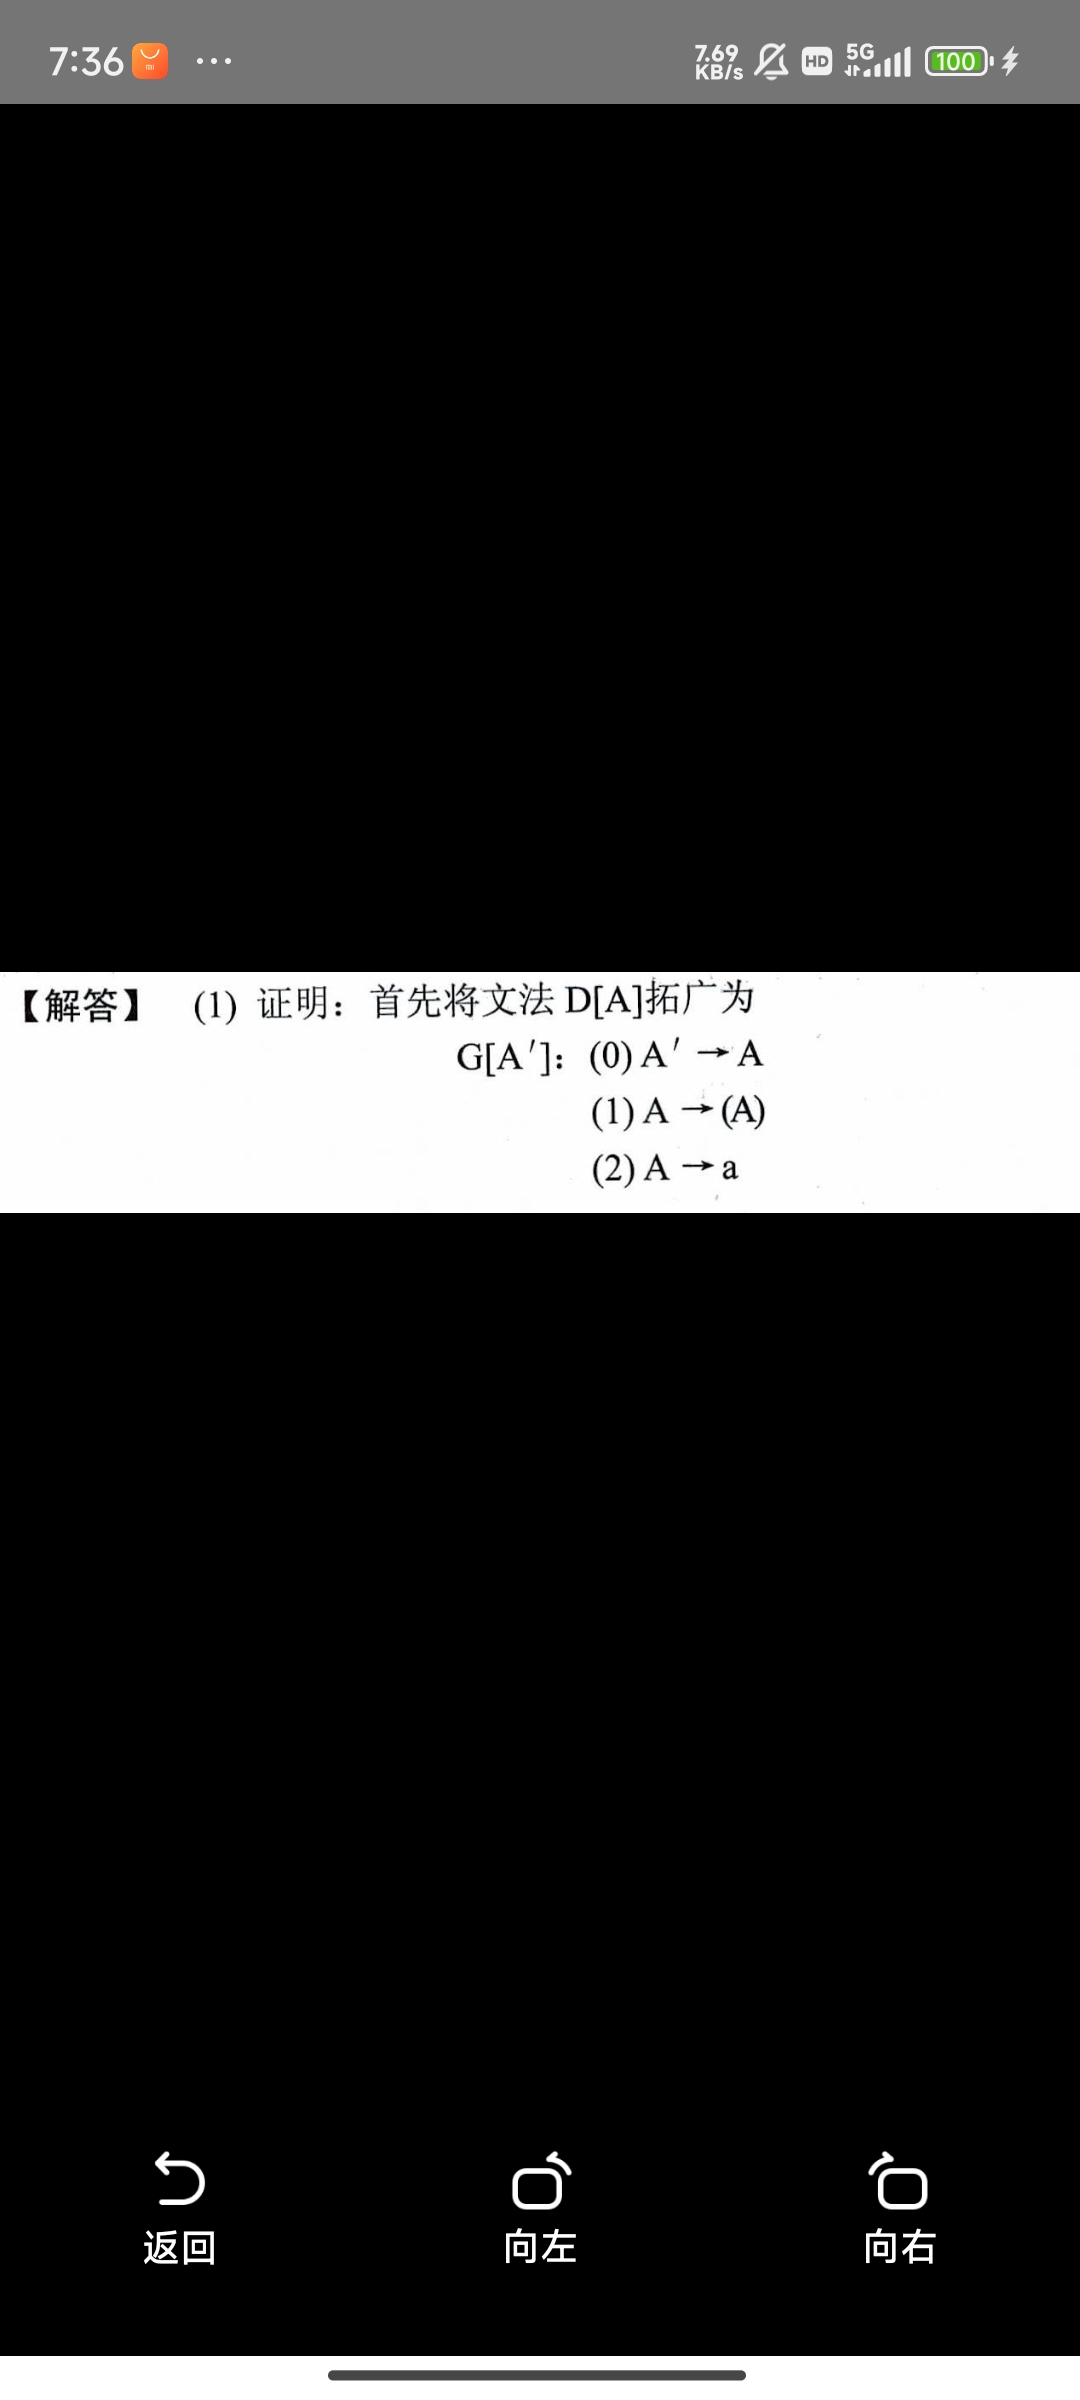 7:36 mi ... 7.69 KB/s HD 5G 100
【解答】 (1) 证明：首先将文法 D[A]拓广为
G[A′]：(0) A′ → A
(1) A → (A)
(2) A → a
返回 向左 向右